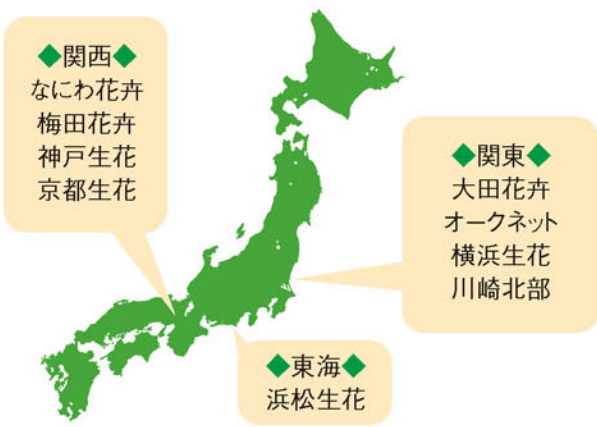 ◆関西◆
なにわ花卉
梅田花卉
神戸生花
京都生花
◆関東◆
大田花卉
オークネット
横浜生花
川崎北部
◆東海◆
浜松生花